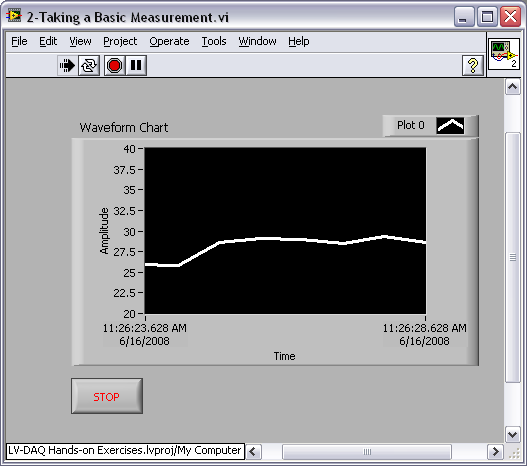 2-Taking a Basic Measurement.vi
File Edit View Project Operate Tools Window Help
?
2
Waveform Chart
Plot 0
40
37.5
35
32.5
30
27.5
25
22.5
20
Amplitude
11:26:23.628 AM
6/16/2008
11:26:28.628 AM
6/16/2008
Time
STOP
LV-DAQ Hands-on Exercises.lvproj/My Computer